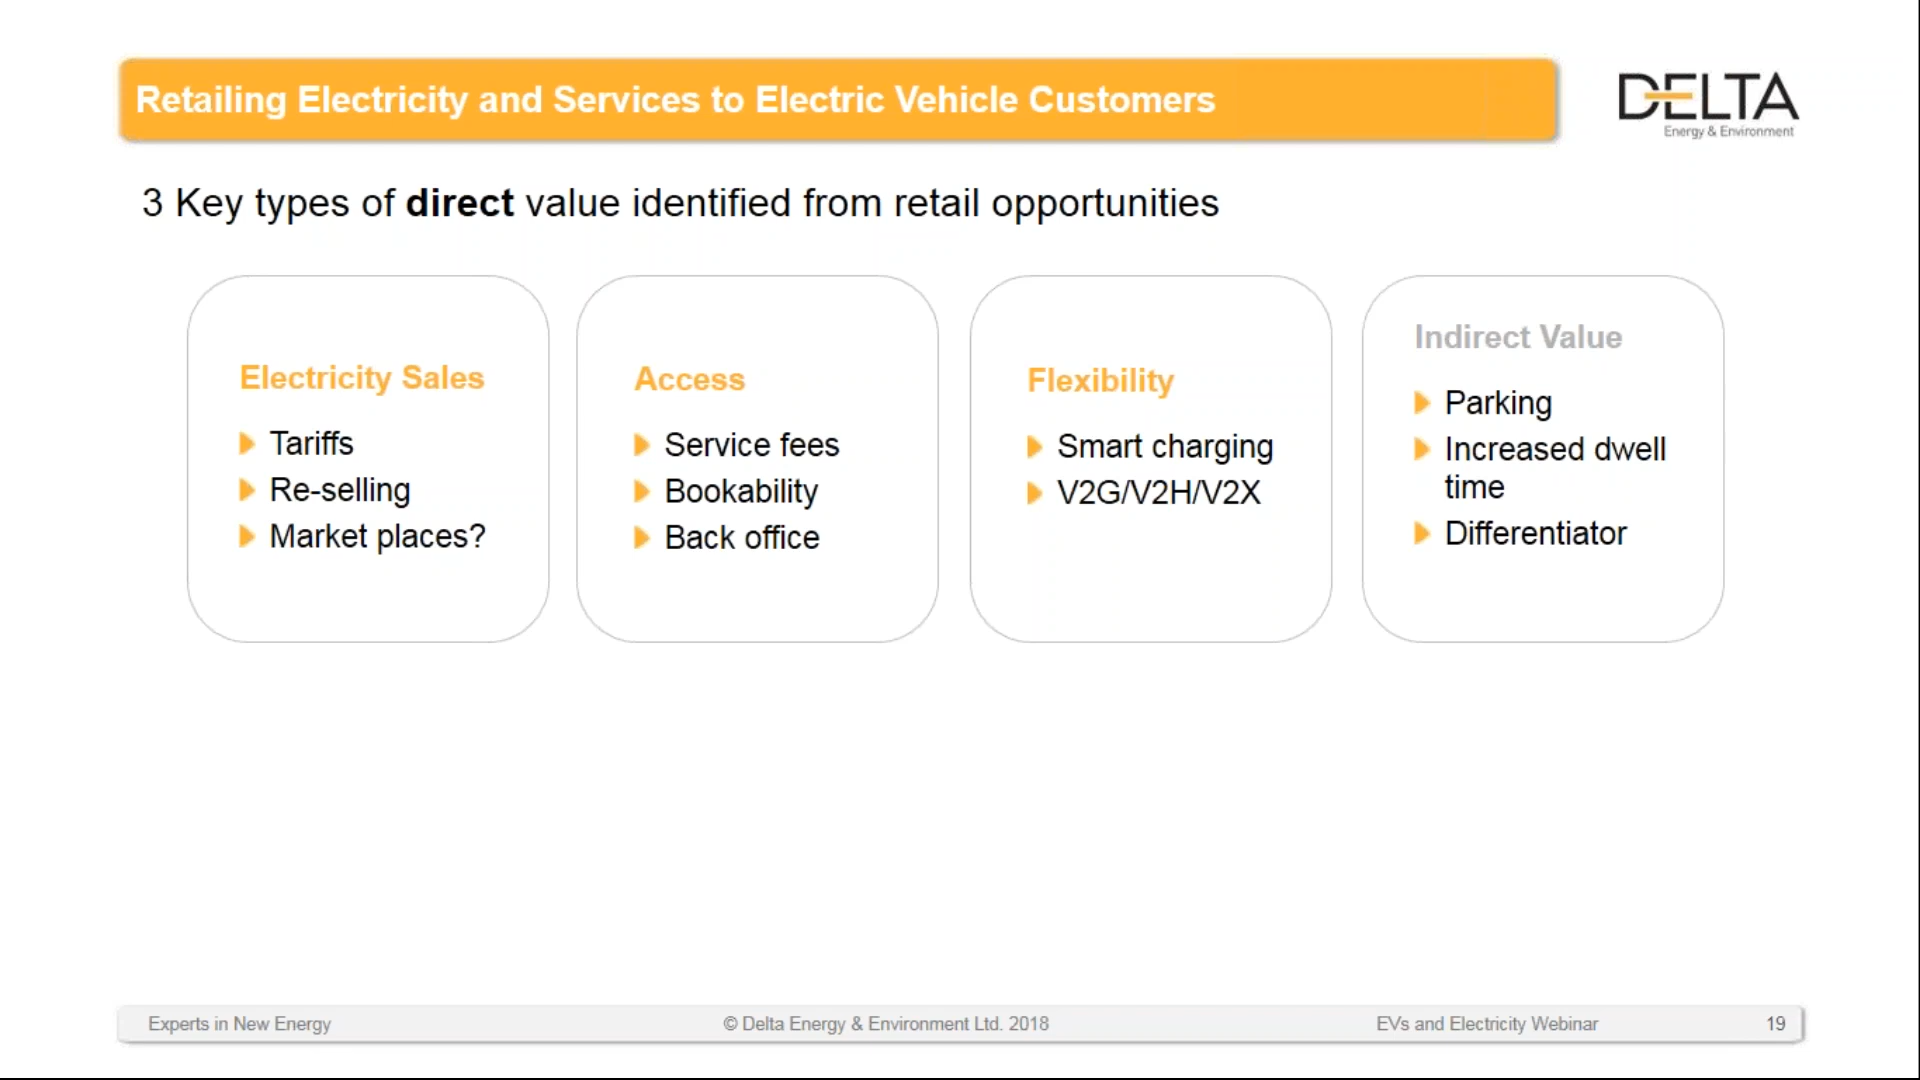 Retailing Electricity and Services to Electric Vehicle Customers
DELTA
Energy & Environment
3 Key types of direct value identified from retail opportunities
Electricity Sales
Tariffs
Re-selling
Market places?
Access
Service fees
Bookability
Back office
Flexibility
Smart charging
V2G/V2H/V2X
Indirect Value
Parking
Increased dwell
time
Differentiator
Experts in New Energy
© Delta Energy & Environment Ltd. 2018
EVs and Electricity Webinar
19